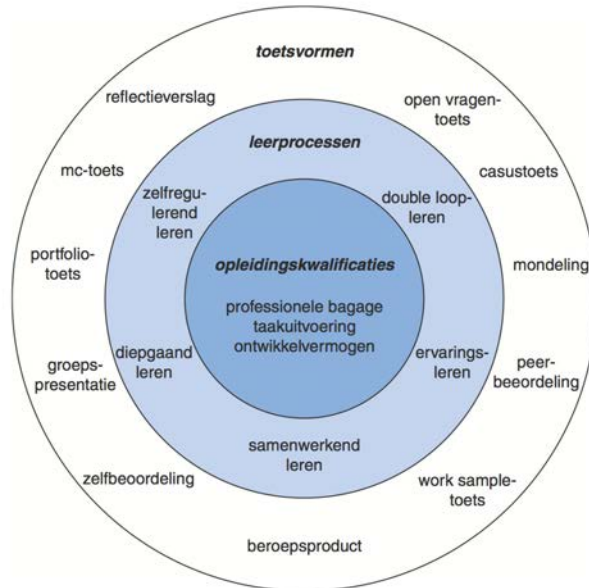 toetsvormen
reflectieverslag
open vragen-
toets
leerprocessen
mc-toets
casustoets
zelfregu-
lerend
leren
double loop-
leren
portfolio-
toets
opleidingskwalificaties
mondeling
professionele bagage
taakuitvoering
ontwikkelvermogen
groeps-
presentatie
diepgaand
leren
ervarings-
leren
peer-
beoordeling
samenwerkend
leren
zelfbeoordeling
work sample-
toets
beroepsproduct